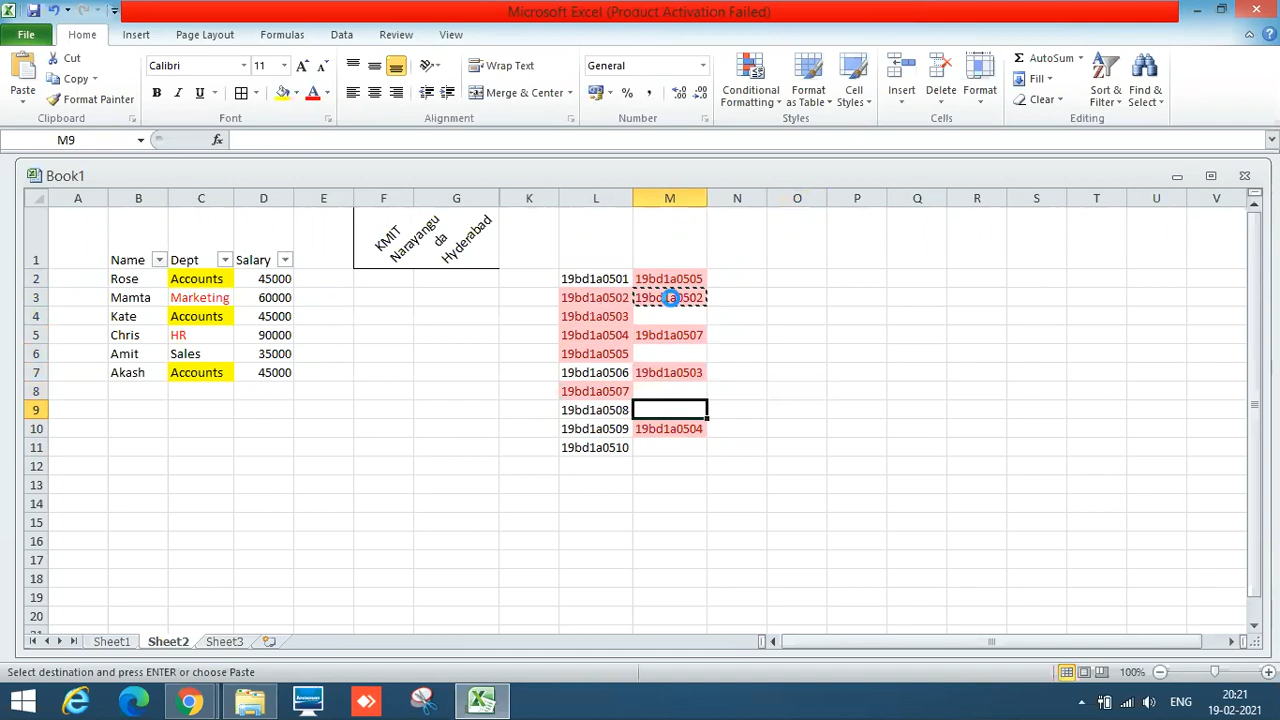 Microsoft Excel (Product Activation Failed)
File Home Insert Page Layout Formulas Data Review View
Paste
Cut
Copy
Format Painter
Clipboard
Calibri 11
B I U
Font
Wrap Text
Merge & Center
Alignment
General
Number
Conditional Formatting
Format as Table
Cell Styles
Styles
Insert
Delete
Format
Cells
AutoSum
Fill
Clear
Sort & Filter
Find & Select
Editing
M9 fx
Book1
A B C D E F G K L M N O P Q R S T U V
1 Name Dept Salary KMIT Narayangu da Hyderabad
2 Rose Accounts 45000 19bd1a0501 19bd1a0505
3 Mamta Marketing 60000 19bd1a0502 19bd1a0502
4 Kate Accounts 45000 19bd1a0503
5 Chris HR 90000 19bd1a0504 19bd1a0507
6 Amit Sales 35000 19bd1a0505
7 Akash Accounts 45000 19bd1a0506 19bd1a0503
8 19bd1a0507
9 19bd1a0508
10 19bd1a0509 19bd1a0504
11 19bd1a0510
12
13
14
15
16
17
18
19
20
21
Sheet1 Sheet2 Sheet3
Select destination and press ENTER or choose Paste 100%
lenovo ENG 20:21
19-02-2021